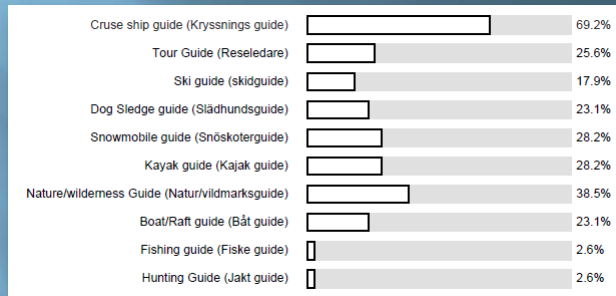 Cruse ship guide (Kryssnings guide) 69.2%
Tour Guide (Reseledare) 25.6%
Ski guide (skidguide) 17.9%
Dog Sledge guide (Slädhundsguide) 23.1%
Snowmobile guide (Snöskoterguide) 28.2%
Kayak guide (Kajak guide) 28.2%
Nature/wilderness Guide (Natur/vildmarksguide) 38.5%
Boat/Raft guide (Båt guide) 23.1%
Fishing guide (Fiske guide) 2.6%
Hunting Guide (Jakt guide) 2.6%